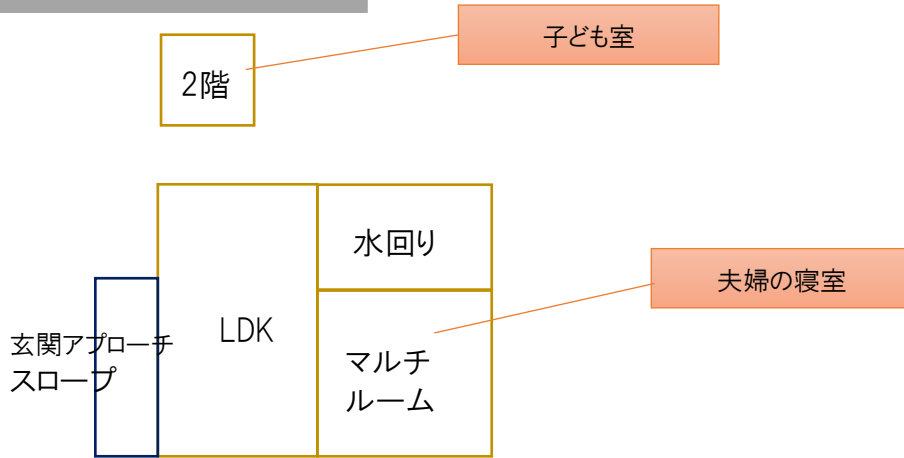 子ども室
2階
水回り
夫婦の寝室
玄関アプローチ
スロープ
LDK
マルチ
ルーム